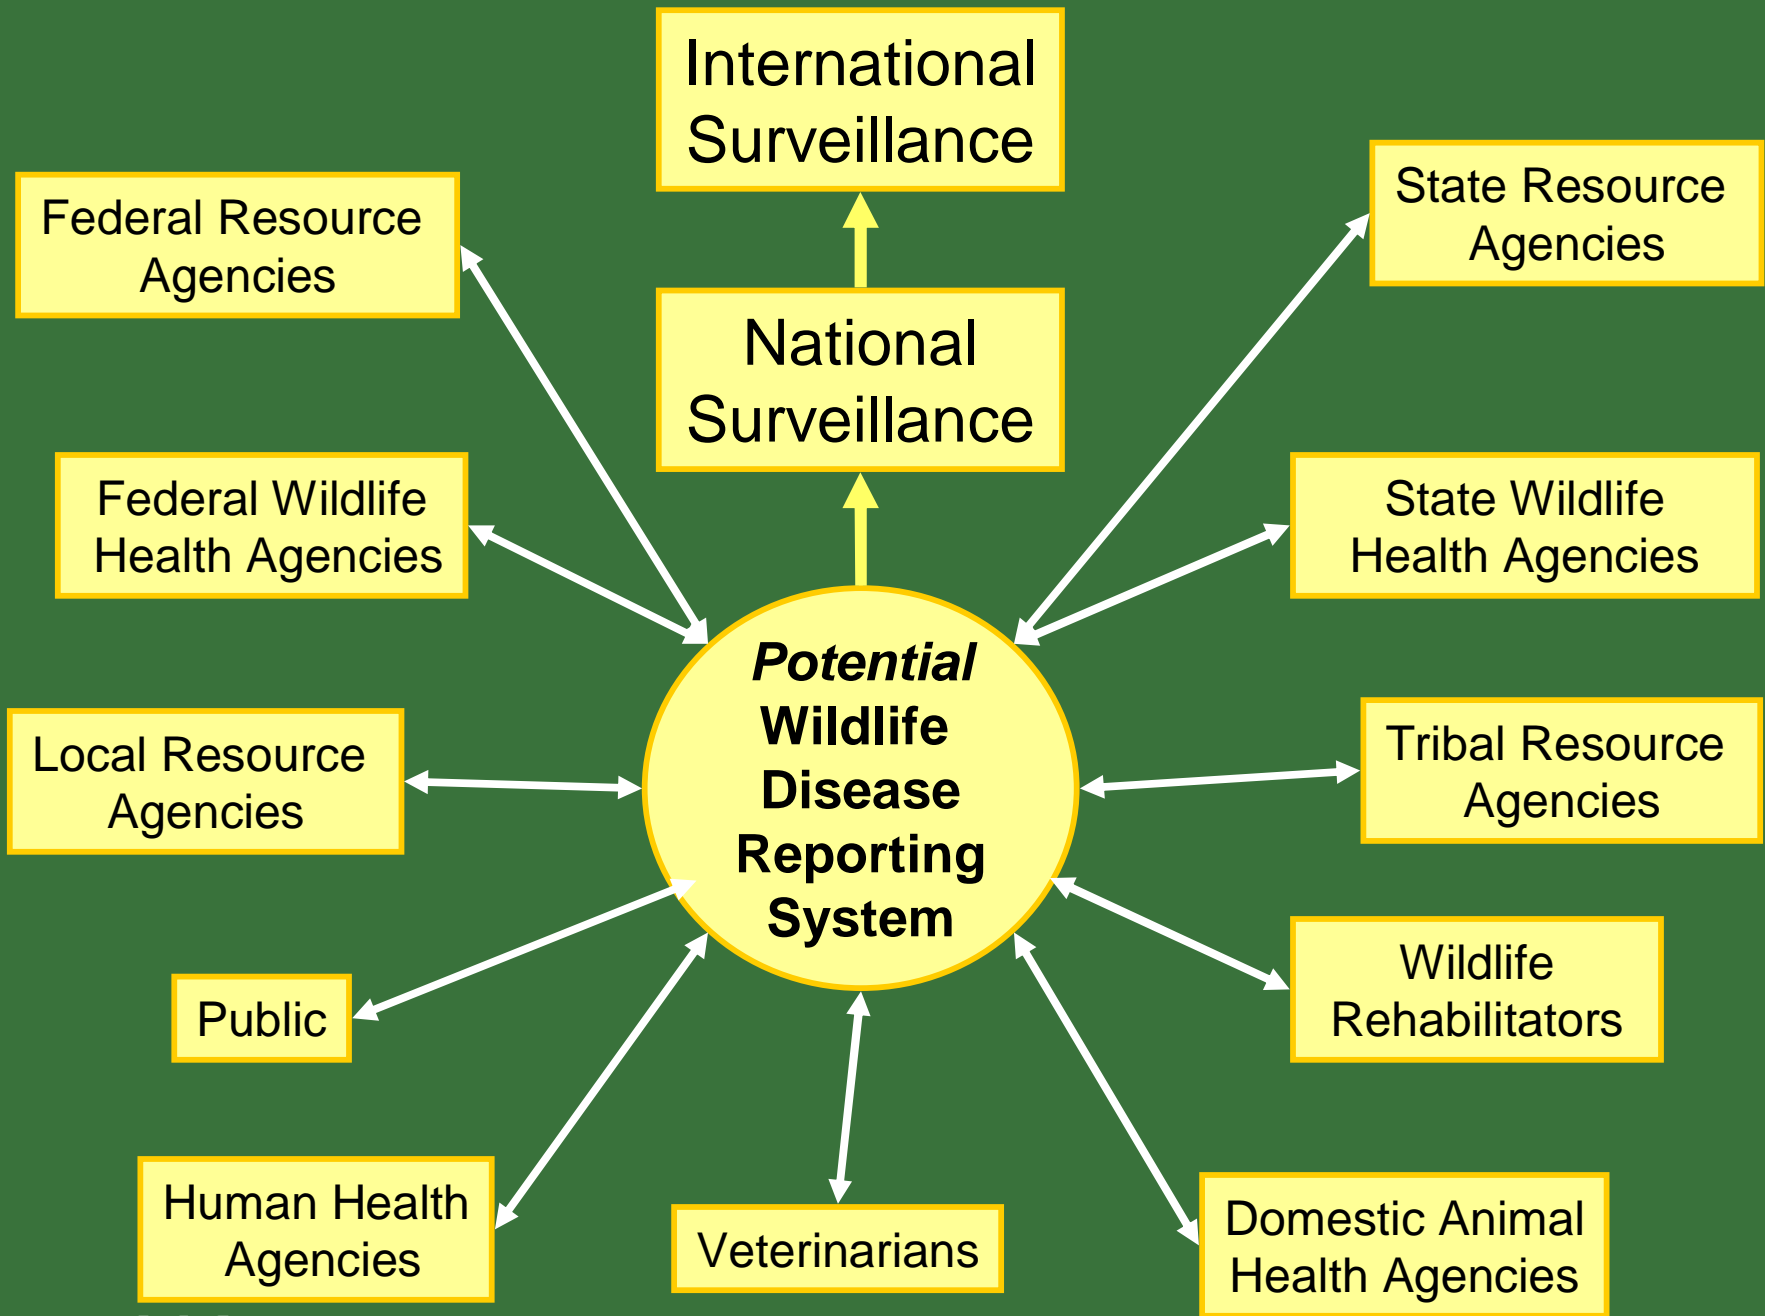 International
Surveillance
Federal Resource
Agencies
State Resource
Agencies
National
Surveillance
Federal Wildlife
Health Agencies
State Wildlife
Health Agencies
Potential
Wildlife
Disease
Reporting
System
Local Resource
Agencies
Tribal Resource
Agencies
Public
Wildlife
Rehabilitators
Human Health
Agencies
Veterinarians
Domestic Animal
Health Agencies